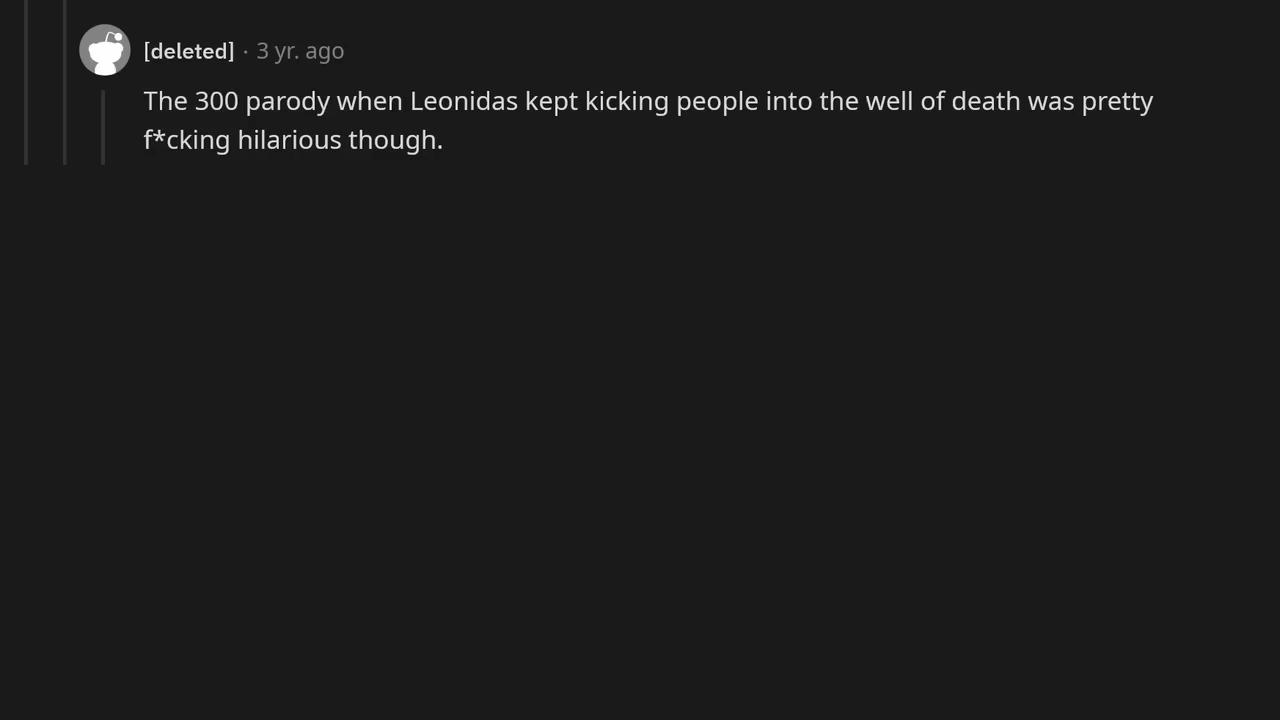 [deleted] · 3 yr. ago
The 300 parody when Leonidas kept kicking people into the well of death was pretty
f*cking hilarious though.